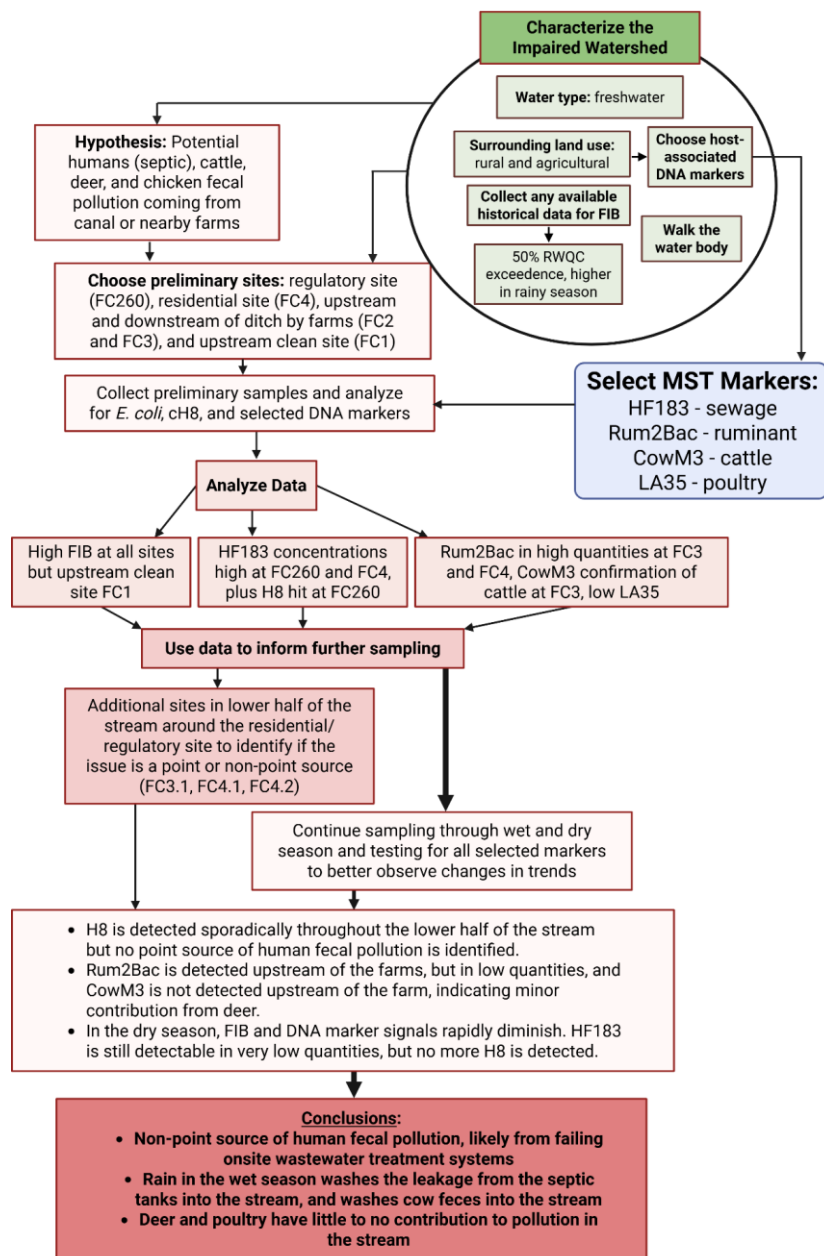 Characterize the
Impaired Watershed
Water type: freshwater
Surrounding land use:
rural and agricultural
Choose host-
associated
DNA markers
Collect any available
historical data for FIB
Walk the
water body
50% RWQC
exceedence, higher
in rainy season
Hypothesis: Potential
humans (septic), cattle,
deer, and chicken fecal
pollution coming from
canal or nearby farms
Choose preliminary sites: regulatory site
(FC260), residential site (FC4), upstream
and downstream of ditch by farms (FC2
and FC3), and upstream clean site (FC1)
Select MST Markers:
HF183 - sewage
Rum2Bac - ruminant
CowM3 - cattle
LA35 - poultry
Collect preliminary samples and analyze
for E. coli, cH8, and selected DNA markers
Analyze Data
High FIB at all sites
but upstream clean
site FC1
HF183 concentrations
high at FC260 and FC4,
plus H8 hit at FC260
Rum2Bac in high quantities at FC3
and FC4, CowM3 confirmation of
cattle at FC3, low LA35
Use data to inform further sampling
Additional sites in lower half of the
stream around the residential/
regulatory site to identify if the
issue is a point or non-point source
(FC3.1, FC4.1, FC4.2)
Continue sampling through wet and dry
season and testing for all selected markers
to better observe changes in trends
• H8 is detected sporadically throughout the lower half of the stream
but no point source of human fecal pollution is identified.
• Rum2Bac is detected upstream of the farms, but in low quantities, and
CowM3 is not detected upstream of the farm, indicating minor
contribution from deer.
• In the dry season, FIB and DNA marker signals rapidly diminish. HF183
is still detectable in very low quantities, but no more H8 is detected.
Conclusions:
• Non-point source of human fecal pollution, likely from failing
onsite wastewater treatment systems
• Rain in the wet season washes the leakage from the septic
tanks into the stream, and washes cow feces into the stream
• Deer and poultry have little to no contribution to pollution in
the stream